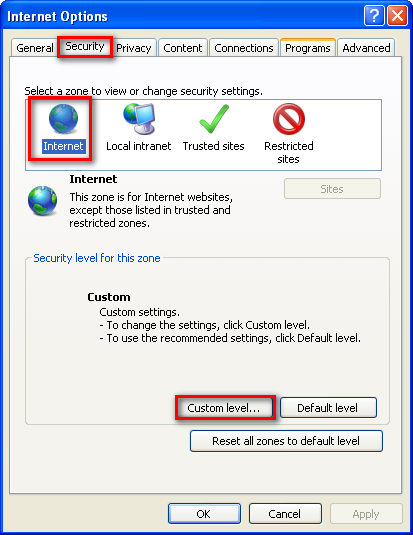 Internet Options
General Security Privacy Content Connections Programs Advanced
Select a zone to view or change security settings.
Internet Local intranet Trusted sites Restricted
sites
Internet
Sites
This zone is for Internet websites,
except those listed in trusted and
restricted zones.
Security level for this zone
Custom
Custom settings.
- To change the settings, click Custom level.
- To use the recommended settings, click Default level.
Custom level... Default level
Reset all zones to default level
OK Cancel Apply